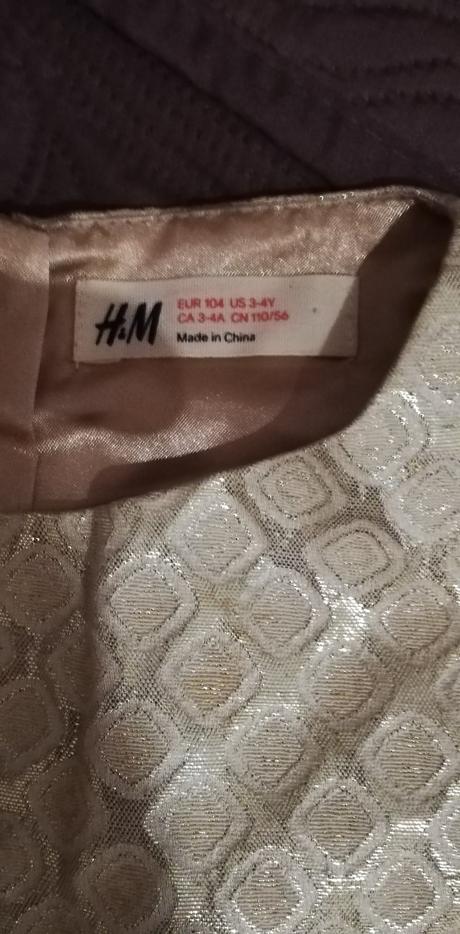 H&M
EUR 104 US 3-4Y
CA 3-4A CN 110/56
Made in China